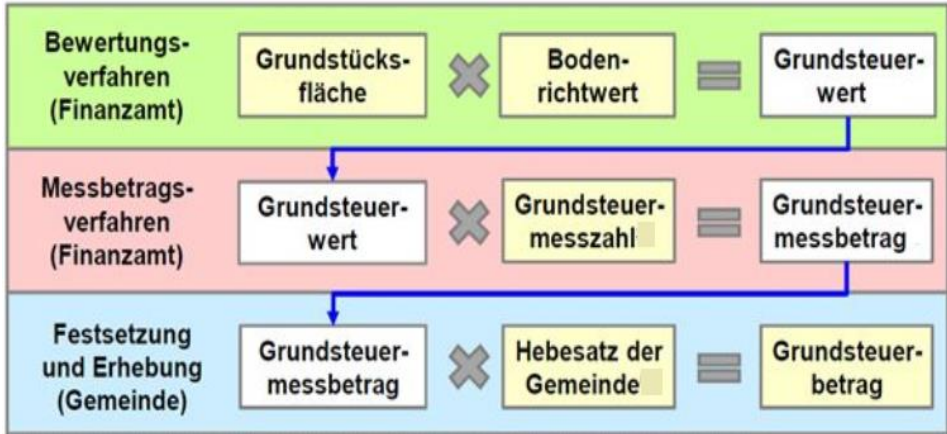 Bewertungs-
verfahren
(Finanzamt)
Grundstücks-
fläche
Boden-
richtwert
Grundsteuer-
wert
Messbetrags-
verfahren
(Finanzamt)
Grundsteuer-
wert
Grundsteuer-
messzahl
Grundsteuer-
messbetrag
Festsetzung
und Erhebung
(Gemeinde)
Grundsteuer-
messbetrag
Hebesatz der
Gemeinde
Grundsteuer-
betrag